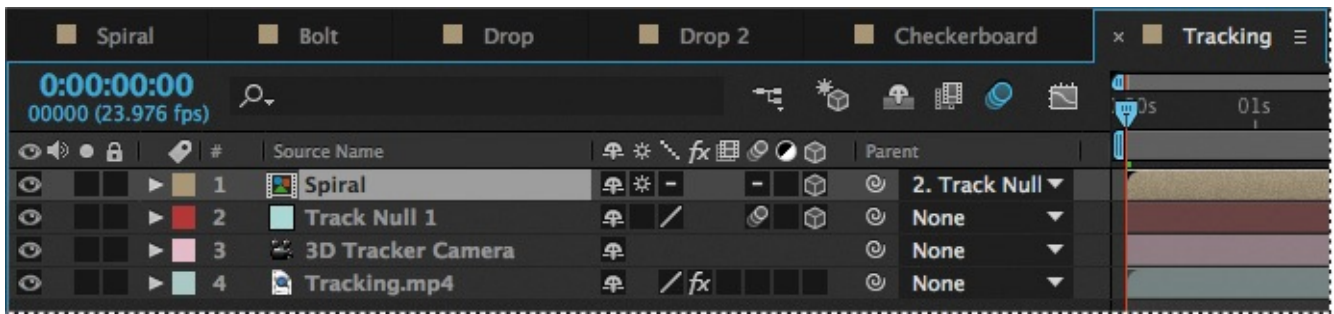 Spiral Bolt Drop Drop 2 Checkerboard × Tracking
0:00:00:00
00000 (23.976 fps)
01s
# Source Name fx Parent
1 Spiral 2. Track Null
2 Track Null 1 None
3 3D Tracker Camera None
4 Tracking.mp4 fx None